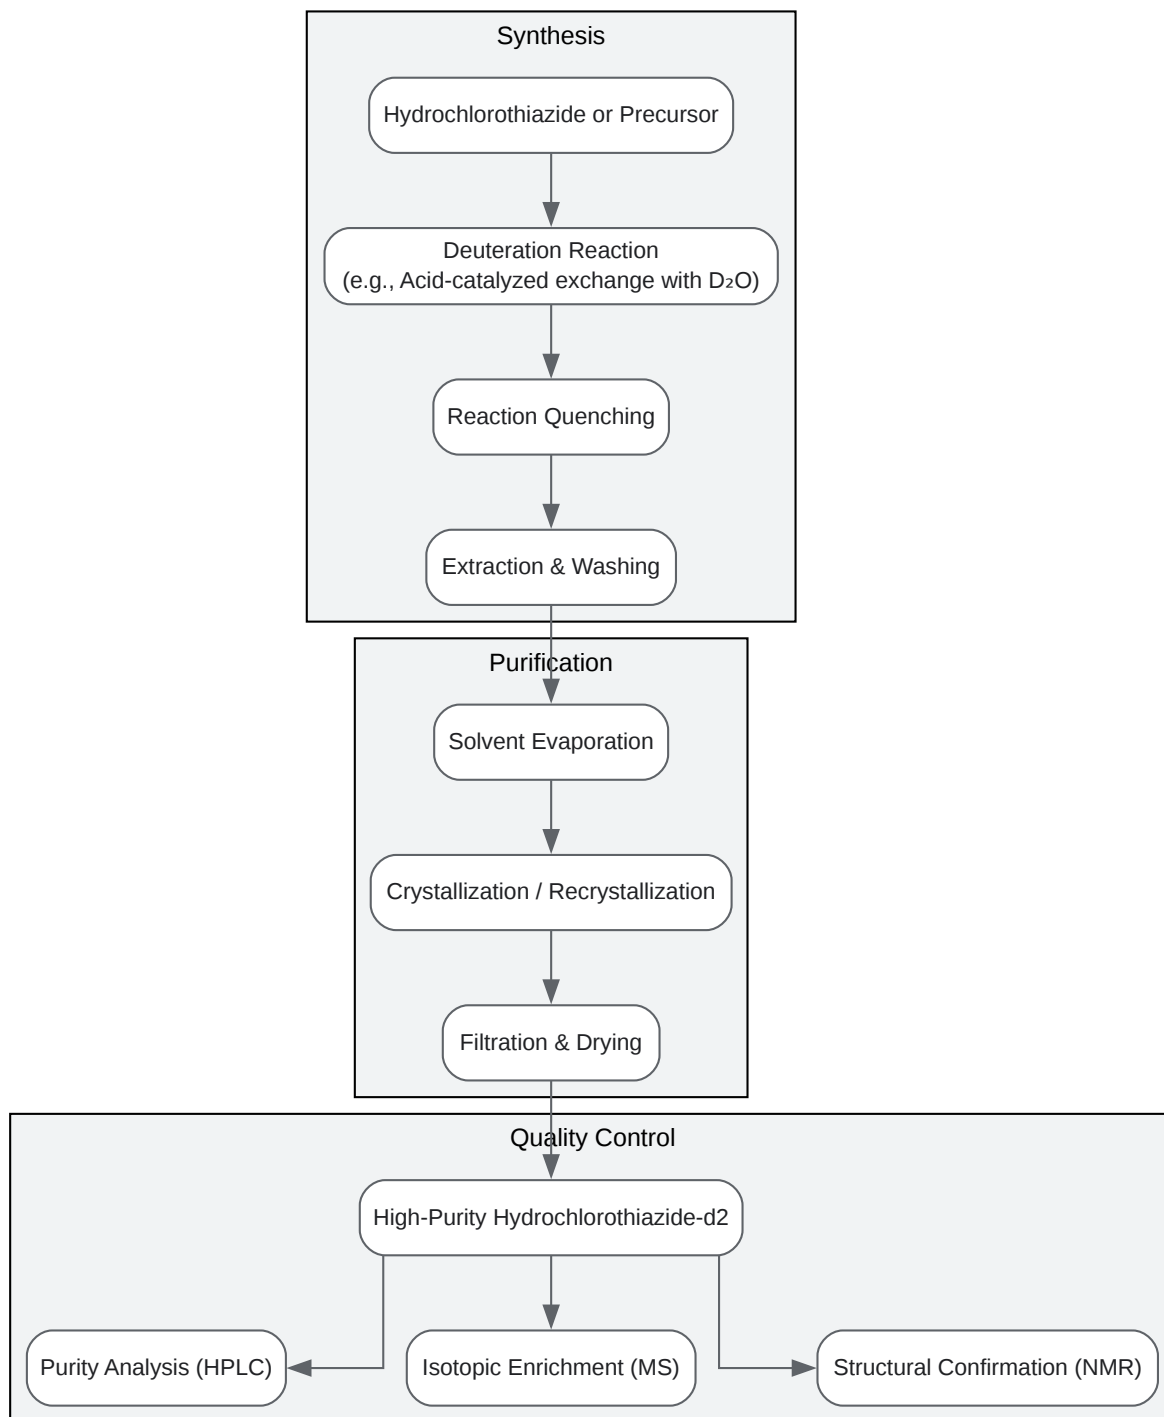 Synthesis
Hydrochlorothiazide or Precursor
Deuteration Reaction
(e.g., Acid-catalyzed exchange with D₂O)
Reaction Quenching
Extraction & Washing
Purification
Solvent Evaporation
Crystallization / Recrystallization
Filtration & Drying
Quality Control
High-Purity Hydrochlorothiazide-d2
Purity Analysis (HPLC)
Isotopic Enrichment (MS)
Structural Confirmation (NMR)